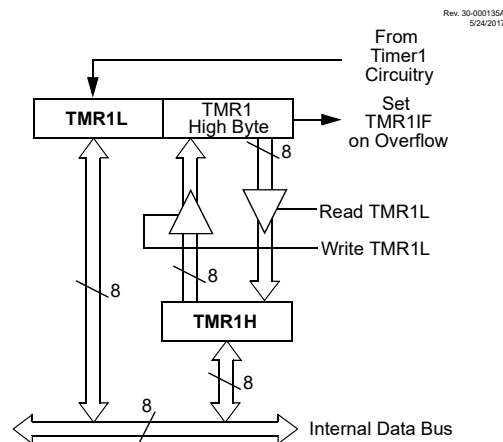 Rev. 30-000135A
5/24/2017
From
Timer1
Circuitry
TMR1L
TMR1
High Byte
Set
TMR1IF
on Overflow
8
Read TMR1L
Write TMR1L
8
8
TMR1H
8
8
Internal Data Bus